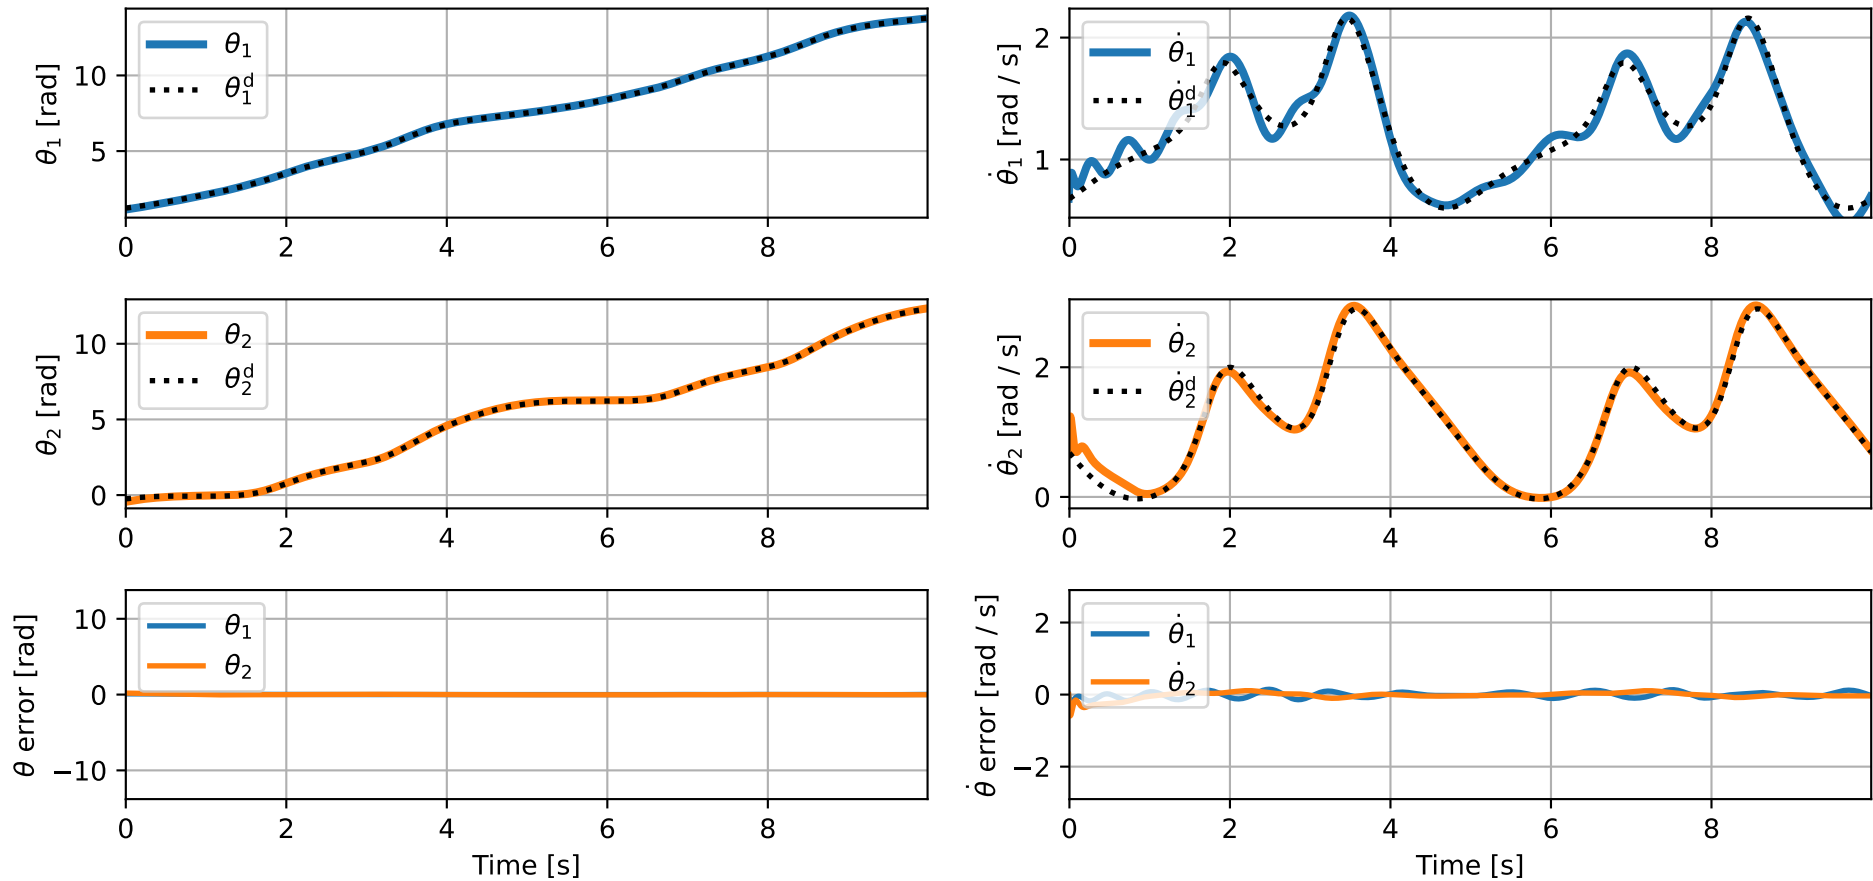 θ₁ [rad]
10
5
θ₁
θ₁ᵈ
0 2 4 6 8
θ̇₁ [rad / s]
2
1
θ̇₁
θ̇₁ᵈ
0 2 4 6 8
θ₂ [rad]
10
5
0
θ₂
θ₂ᵈ
0 2 4 6 8
θ̇₂ [rad / s]
2
0
θ̇₂
θ̇₂ᵈ
0 2 4 6 8
θ error [rad]
10
0
−10
θ₁
θ₂
0 2 4 6 8
Time [s]
θ̇ error [rad / s]
2
0
−2
θ̇₁
θ̇₂
0 2 4 6 8
Time [s]